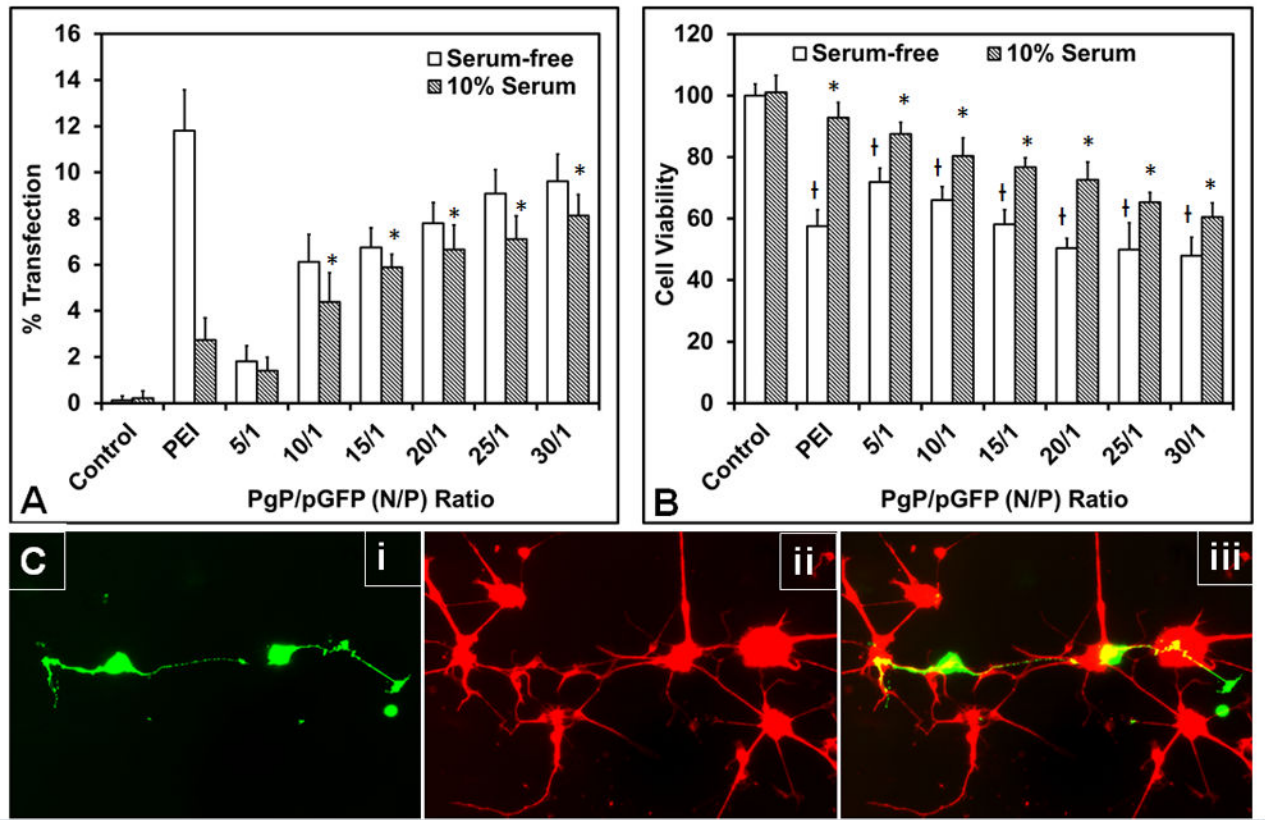 16
14
12
10
8
6
4
2
0
% Transfection
Serum-free
10% Serum
*
*
*
*
*
Control
PEI
5/1
10/1
15/1
20/1
25/1
30/1
PgP/pGFP (N/P) Ratio
A
120
100
80
60
40
20
0
Cell Viability
Serum-free
10% Serum
*
*
*
*
*
*
*
ƚ
ƚ
ƚ
ƚ
ƚ
ƚ
ƚ
Control
PEI
5/1
10/1
15/1
20/1
25/1
30/1
PgP/pGFP (N/P) Ratio
B
C
i
ii
iii